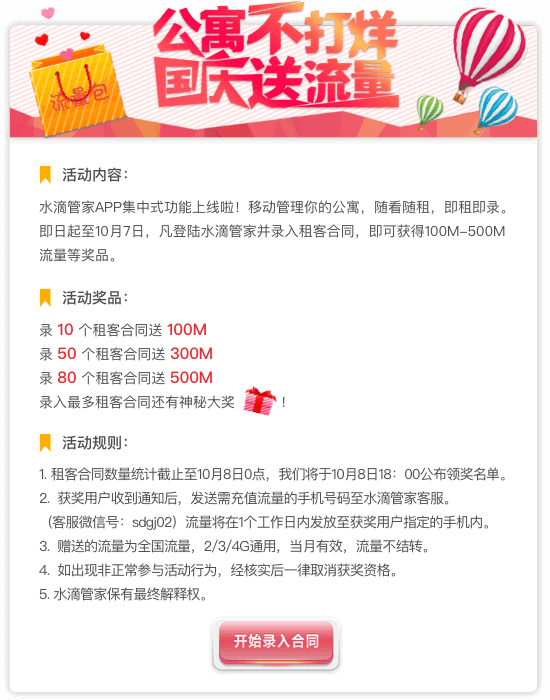 公寓不打烊
国庆送流量
流量包
活动内容：
水滴管家APP集中式功能上线啦！移动管理你的公寓，随看随租，即租即录。
即日起至10月7日，凡登陆水滴管家并录入租客合同，即可获得100M-500M
流量等奖品。
活动奖品：
录 10 个租客合同送 100M
录 50 个租客合同送 300M
录 80 个租客合同送 500M
录入最多租客合同还有神秘大奖 ！
活动规则：
1. 租客合同数量统计截止至10月8日0点，我们将于10月8日18：00公布领奖名单。
2. 获奖用户收到通知后，发送需充值流量的手机号码至水滴管家客服。
（客服微信号：sdgj02）流量将在1个工作日内发放至获奖用户指定的手机内。
3. 赠送的流量为全国流量，2/3/4G通用，当月有效，流量不结转。
4. 如出现非正常参与活动行为，经核实后一律取消获奖资格。
5. 水滴管家保有最终解释权。
开始录入合同